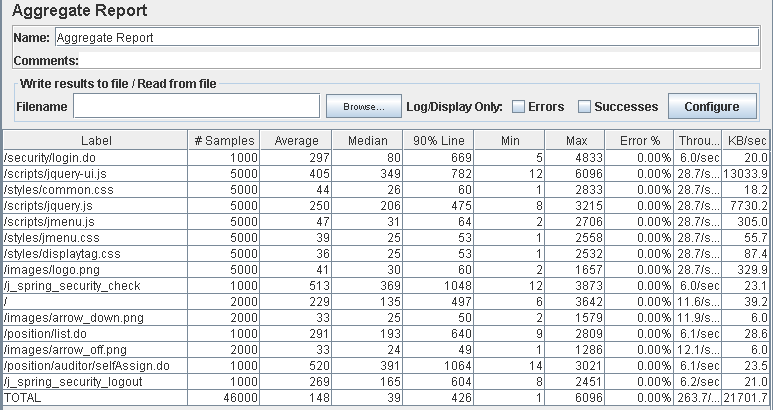 Aggregate Report
Name: Aggregate Report
Comments:
Write results to file / Read from file
Filename Browse... Log/Display Only: Errors Successes Configure
Label # Samples Average Median 90% Line Min Max Error % Throu... KB/sec
/security/login.do 1000 297 80 669 5 4833 0.00% 6.0/sec 20.0
/scripts/jquery-ui.js 5000 405 349 782 12 6096 0.00% 28.7/s... 13033.9
/styles/common.css 5000 44 26 60 1 2833 0.00% 28.7/s... 18.2
/scripts/jquery.js 5000 250 206 475 8 3215 0.00% 28.7/s... 7730.2
/scripts/jmenu.js 5000 47 31 64 2 2706 0.00% 28.7/s... 305.0
/styles/jmenu.css 5000 39 25 53 1 2558 0.00% 28.7/s... 55.7
/styles/displaytag.css 5000 36 25 53 1 2532 0.00% 28.7/s... 87.4
/images/logo.png 5000 41 30 60 2 1657 0.00% 28.7/s... 329.9
/j_spring_security_check 1000 513 369 1048 12 3873 0.00% 6.0/sec 23.1
/ 2000 229 135 497 6 3642 0.00% 11.6/s... 39.2
/images/arrow_down.png 2000 33 25 50 2 1579 0.00% 11.9/s... 6.0
/position/list.do 1000 291 193 640 9 2809 0.00% 6.1/sec 28.6
/images/arrow_off.png 2000 33 24 49 1 1286 0.00% 12.1/s... 6.0
/position/auditor/selfAssign.do 1000 520 391 1064 14 3021 0.00% 6.1/sec 23.5
/j_spring_security_logout 1000 269 165 604 8 2451 0.00% 6.2/sec 21.0
TOTAL 46000 148 39 426 1 6096 0.00% 263.7/... 21701.7